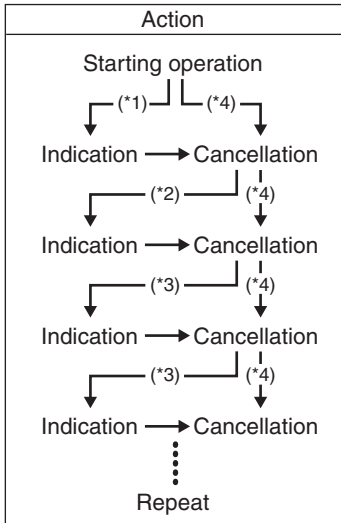 Action
Starting operation
(*1) (*4)
Indication Cancellation
(*2) (*4)
Indication Cancellation
(*3) (*4)
Indication Cancellation
(*3) (*4)
Indication Cancellation
Repeat